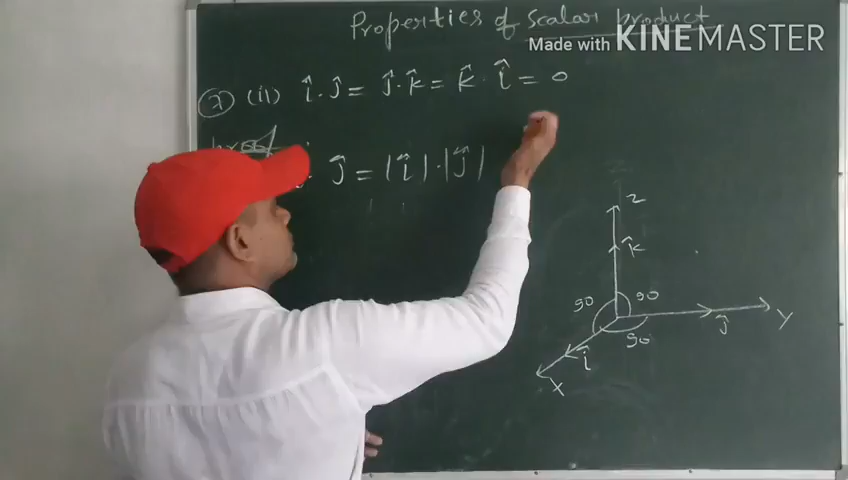 Properties of scalar product
Made with KINEMASTER
(2) (ii) î · ĵ = ĵ · k̂ = k̂ · î = 0
ĵ = |î| · |ĵ|
Z
k̂
90 90
90
ĵ Y
î
X